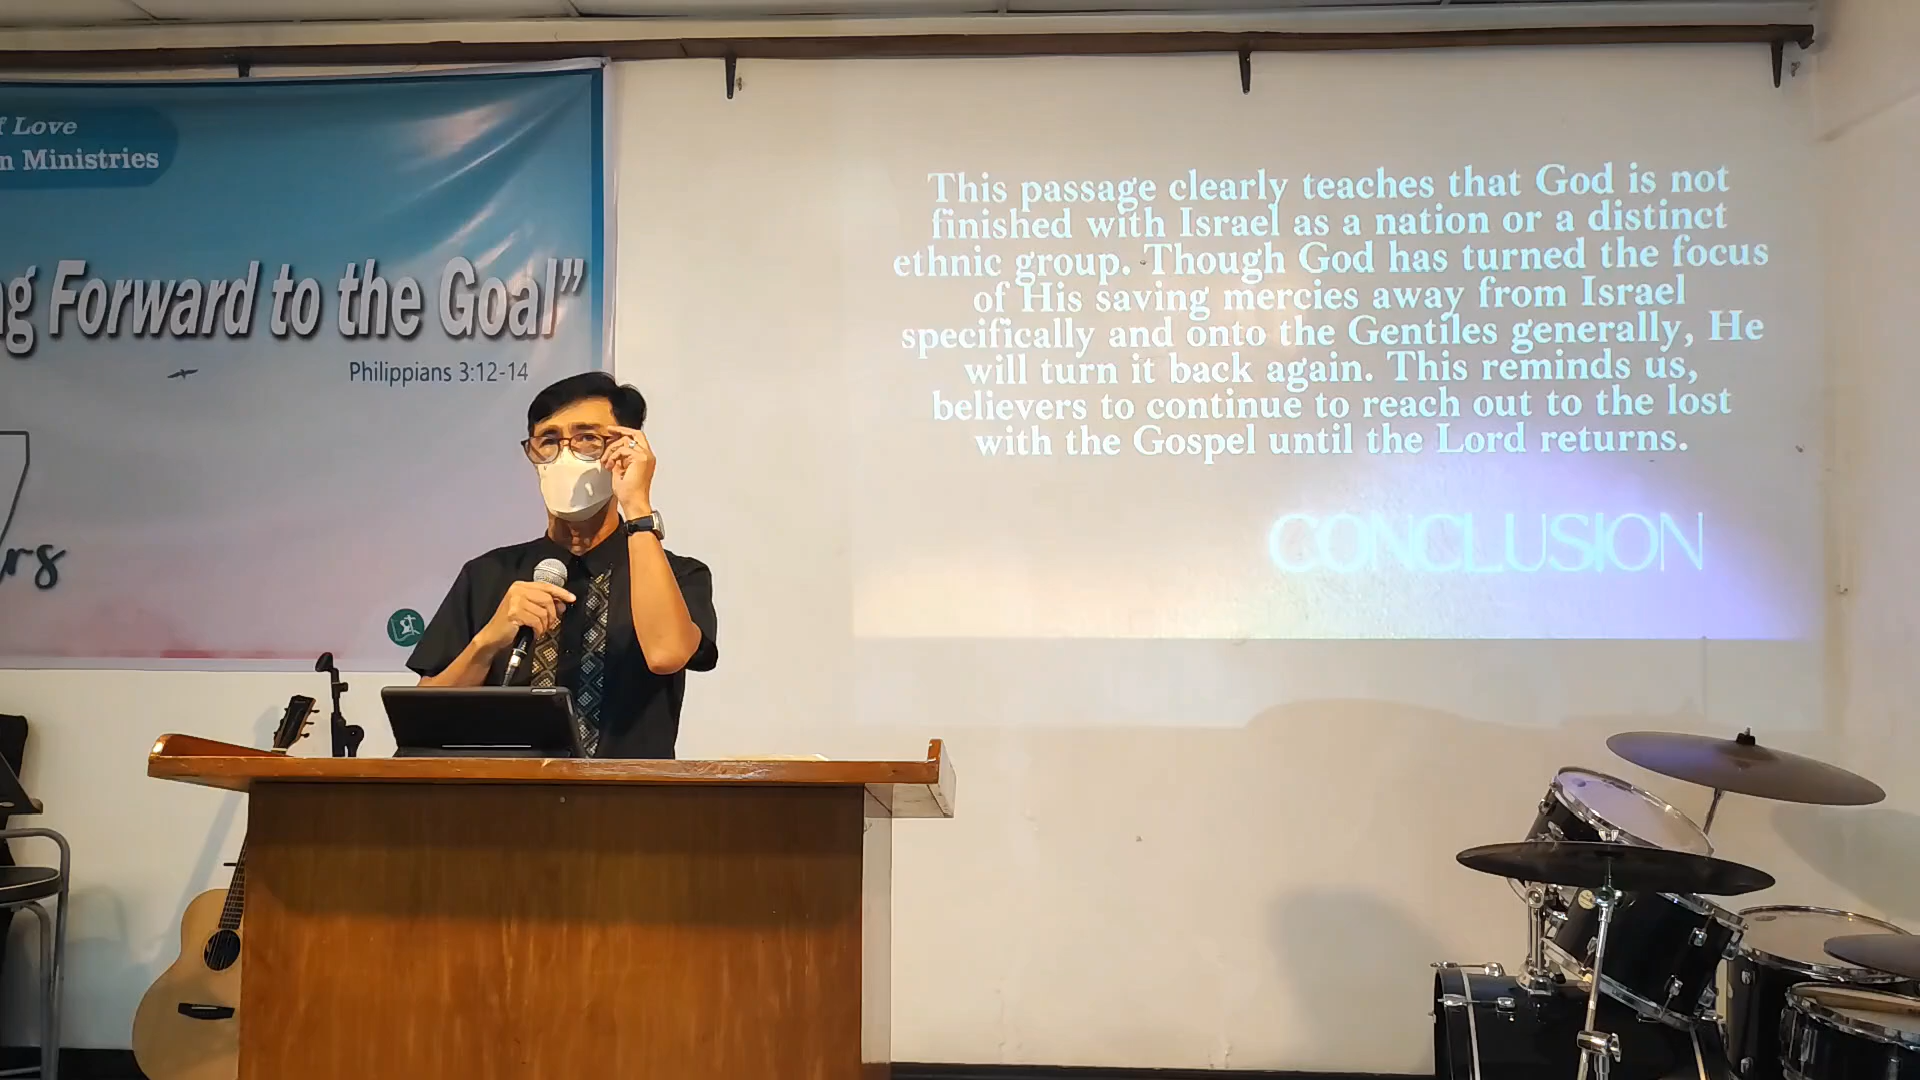 f Love
n Ministries
g Forward to the Goal”
Philippians 3:12-14
rs
This passage clearly teaches that God is not
finished with Israel as a nation or a distinct
ethnic group. Though God has turned the focus
of His saving mercies away from Israel
specifically and onto the Gentiles generally, He
will turn it back again. This reminds us,
believers to continue to reach out to the lost
with the Gospel until the Lord returns.
CONCLUSION